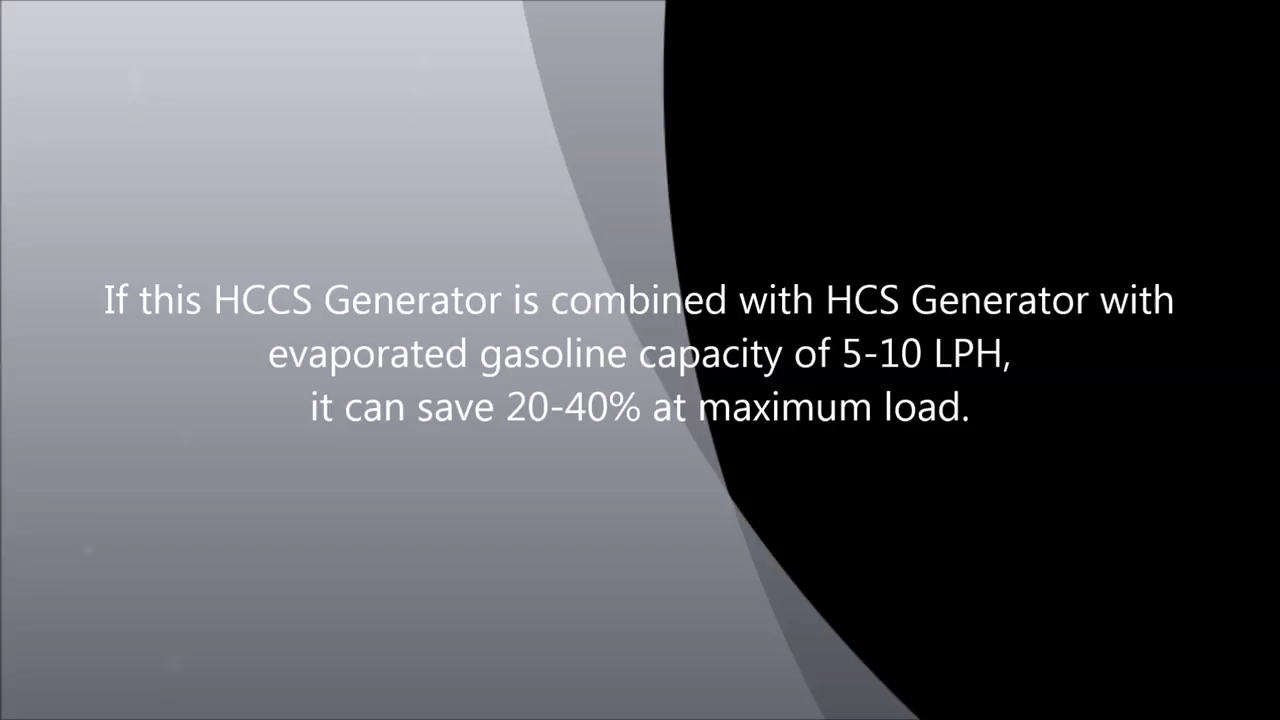 If this HCCS Generator is combined with HCS Generator with
evaporated gasoline capacity of 5-10 LPH,
it can save 20-40% at maximum load.